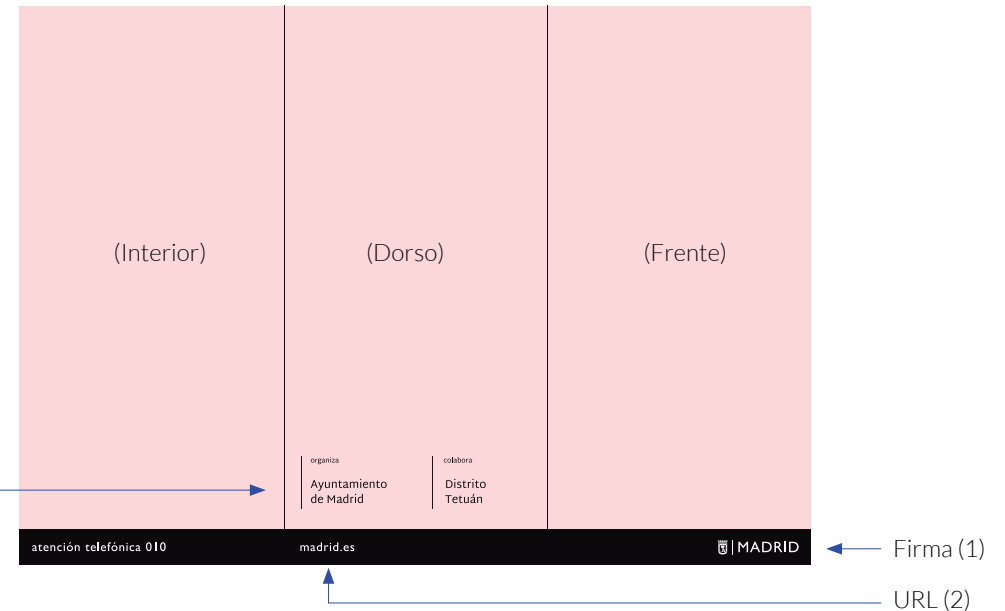 (Interior)
(Dorso)
(Frente)
organiza
Ayuntamiento
de Madrid
colabora
Distrito
Tetuán
atención telefónica 010
madrid.es
MADRID
Firma (1)
URL (2)